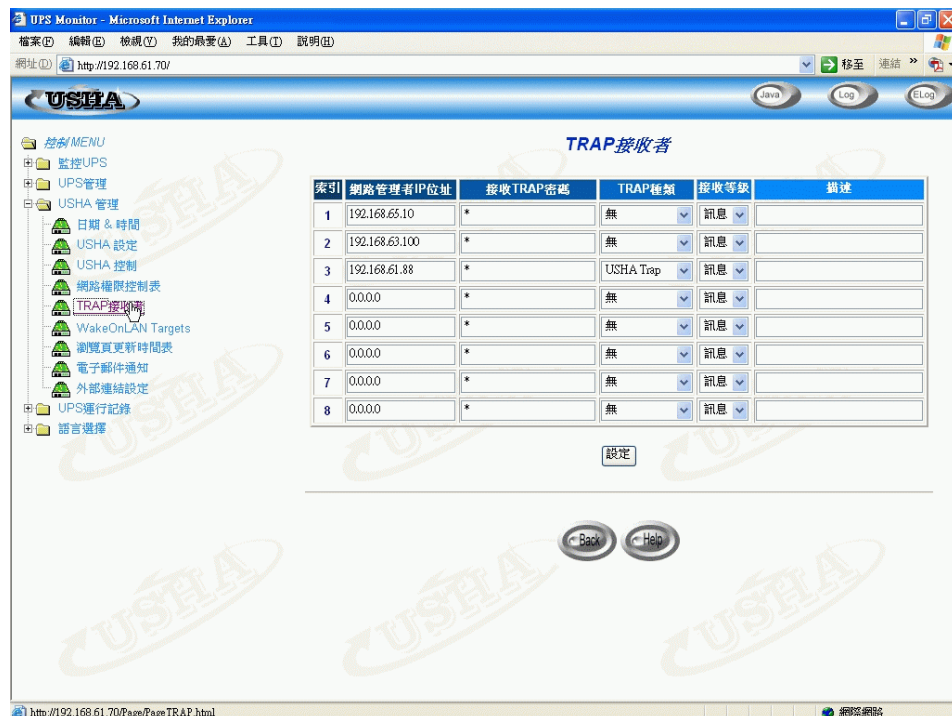 UPS Monitor - Microsoft Internet Explorer
檔案(F) 編輯(E) 檢視(V) 我的最愛(A) 工具(T) 說明(H)
網址(D) http://192.168.61.70/ 移至 連結 »
USHA Java Log ELog
控制MENU
監控UPS
UPS管理
USHA 管理
日期 & 時間
USHA 設定
USHA 控制
網路權限控制表
TRAP接收者
WakeOnLAN Targets
瀏覽頁更新時間表
電子郵件通知
外部連結設定
UPS運行記錄
語言選擇
TRAP接收者
索引 網路管理者IP位址 接收TRAP密碼 TRAP種類 接收等級 描述
1 192.168.65.10 * 無 訊息
2 192.168.63.100 * 無 訊息
3 192.168.61.88 * USHA Trap 訊息
4 0.0.0.0 * 無 訊息
5 0.0.0.0 * 無 訊息
6 0.0.0.0 * 無 訊息
7 0.0.0.0 * 無 訊息
8 0.0.0.0 * 無 訊息
設定
Back Help
http://192.168.61.70/Page/PageTRAP.html 網際網路